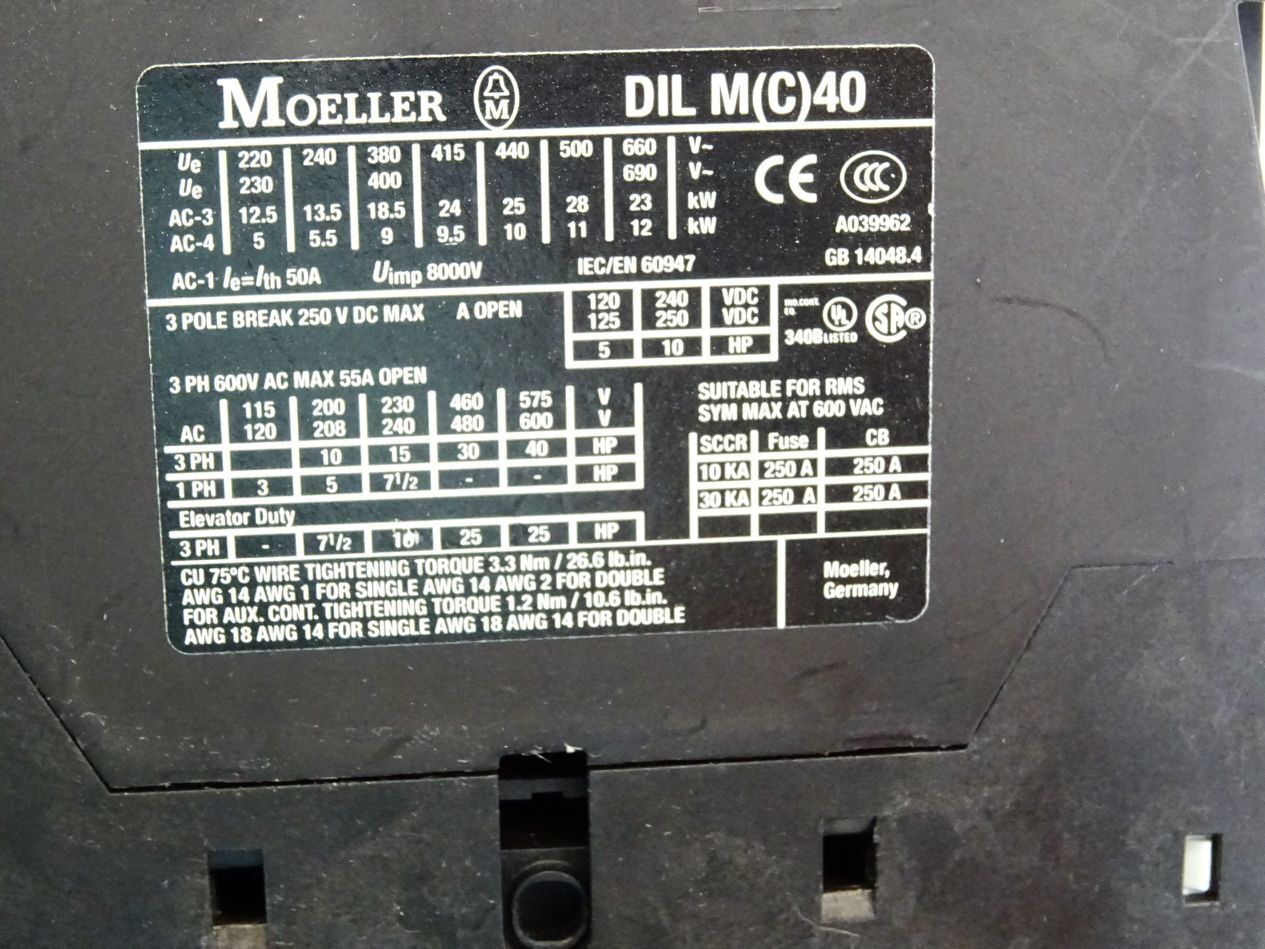 MOELLER M DIL M(C)40
Ue 220 240 380 415 440 500 660 V~
Ue 230 400 690 V~
AC-3 12.5 13.5 18.5 24 25 28 23 kW
AC-4 5 5.5 9 9.5 10 11 12 kW
CE CCC
A039962
GB 14048.4
AC-1 Ie=Ith 50A Uimp 8000V IEC/EN 60947
3 POLE BREAK 250 V DC MAX A OPEN
120 240 VDC
125 250 VDC
5 10 HP
IND.CONT.
EQ.
340B UL LISTED SA®
3 PH 600V AC MAX 55A OPEN
115 200 230 460 575 V
AC 120 208 240 480 600 V
3 PH 10 15 30 40 HP
1 PH 3 5 7 1/2 - - HP
Elevator Duty
3 PH - 7 1/2 10 25 25 HP
SUITABLE FOR RMS
SYM MAX AT 600 VAC
SCCR Fuse CB
10 KA 250 A 250 A
30 KA 250 A 250 A
CU 75°C WIRE TIGHTENING TORQUE 3.3 Nm / 26.6 lb.in.
AWG 14 AWG 1 FOR SINGLE AWG 14 AWG 2 FOR DOUBLE
FOR AUX. CONT. TIGHTENING TORQUE 1.2 Nm / 10.6 lb.in.
AWG 18 AWG 14 FOR SINGLE AWG 18 AWG 14 FOR DOUBLE
Moeller,
Germany